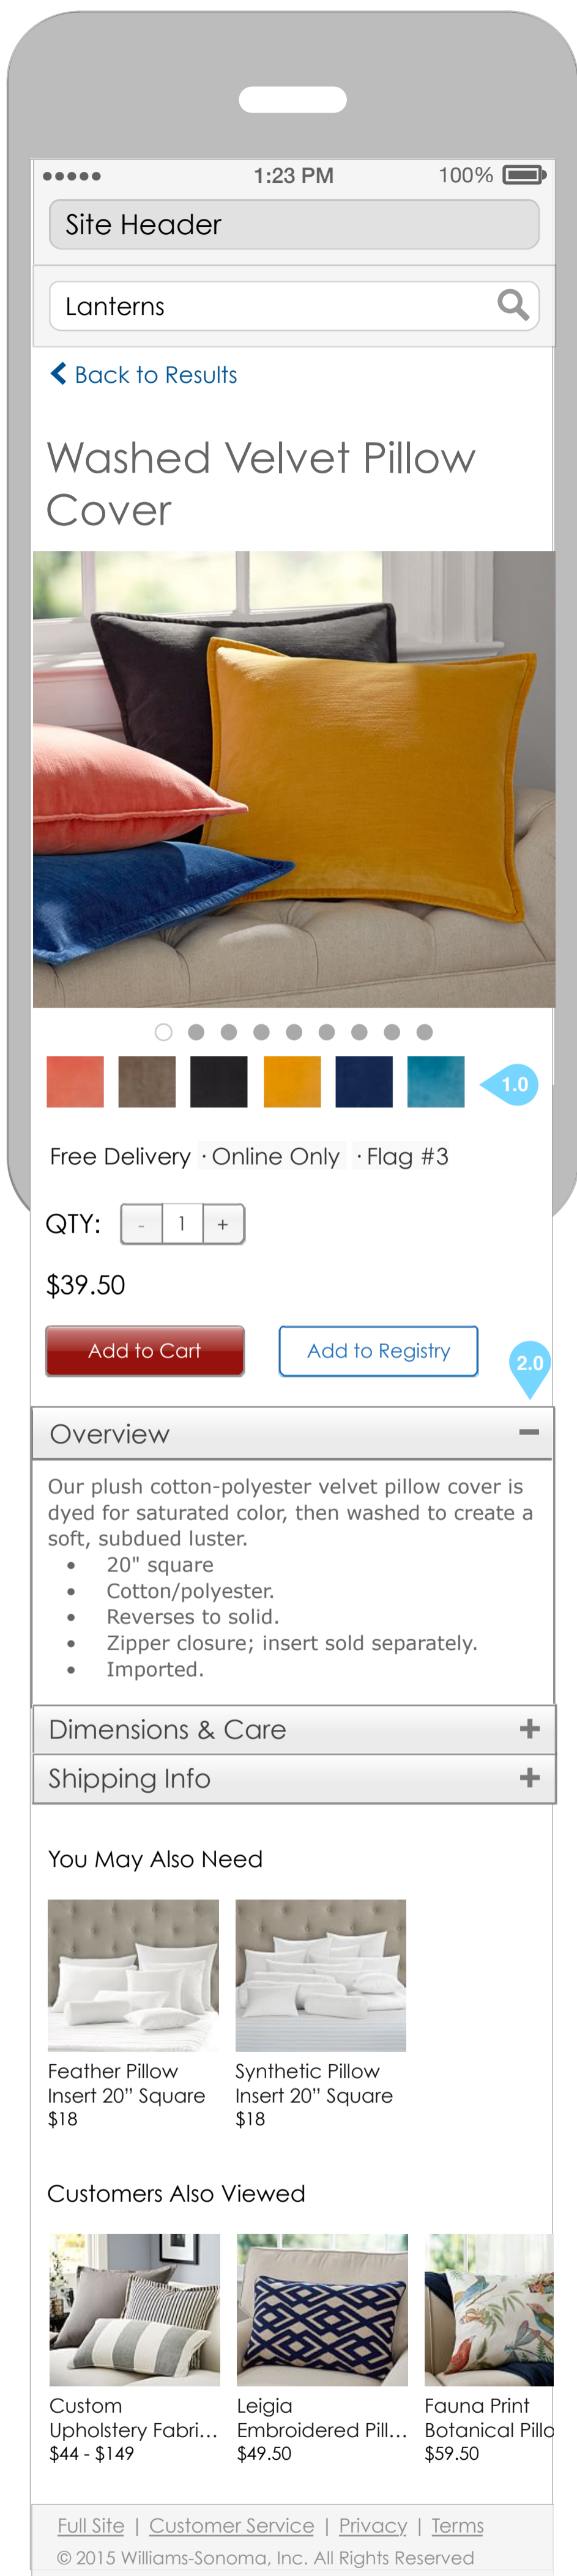 1:23 PM 100%
Site Header
Lanterns
Back to Results
Washed Velvet Pillow
Cover
1.0
Free Delivery · Online Only · Flag #3
QTY: - 1 +
$39.50
Add to Cart Add to Registry
2.0
Overview
Our plush cotton-polyester velvet pillow cover is
dyed for saturated color, then washed to create a
soft, subdued luster.
• 20" square
• Cotton/polyester.
• Reverses to solid.
• Zipper closure; insert sold separately.
• Imported.
Dimensions & Care
Shipping Info
You May Also Need
Feather Pillow
Insert 20” Square
$18
Synthetic Pillow
Insert 20” Square
$18
Customers Also Viewed
Custom
Upholstery Fabri...
$44 - $149
Leigia
Embroidered Pill...
$49.50
Fauna Print
Botanical Pillo
$59.50
Full Site | Customer Service | Privacy | Terms
© 2015 Williams-Sonoma, Inc. All Rights Reserved